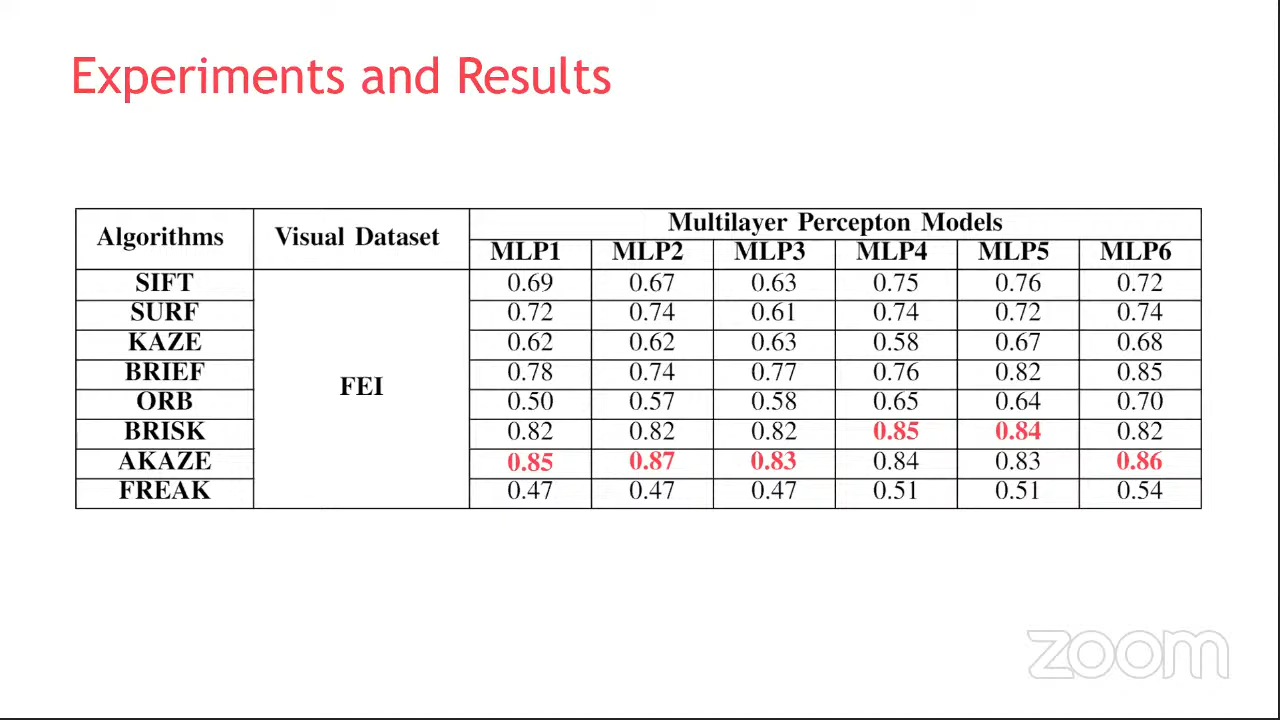 Experiments and Results
Algorithms Visual Dataset Multilayer Percepton Models
MLP1 MLP2 MLP3 MLP4 MLP5 MLP6
SIFT 0.69 0.67 0.63 0.75 0.76 0.72
SURF 0.72 0.74 0.61 0.74 0.72 0.74
KAZE 0.62 0.62 0.63 0.58 0.67 0.68
BRIEF 0.78 0.74 0.77 0.76 0.82 0.85
FEI
ORB 0.50 0.57 0.58 0.65 0.64 0.70
BRISK 0.82 0.82 0.82 0.85 0.84 0.82
AKAZE 0.85 0.87 0.83 0.84 0.83 0.86
FREAK 0.47 0.47 0.47 0.51 0.51 0.54
zoom